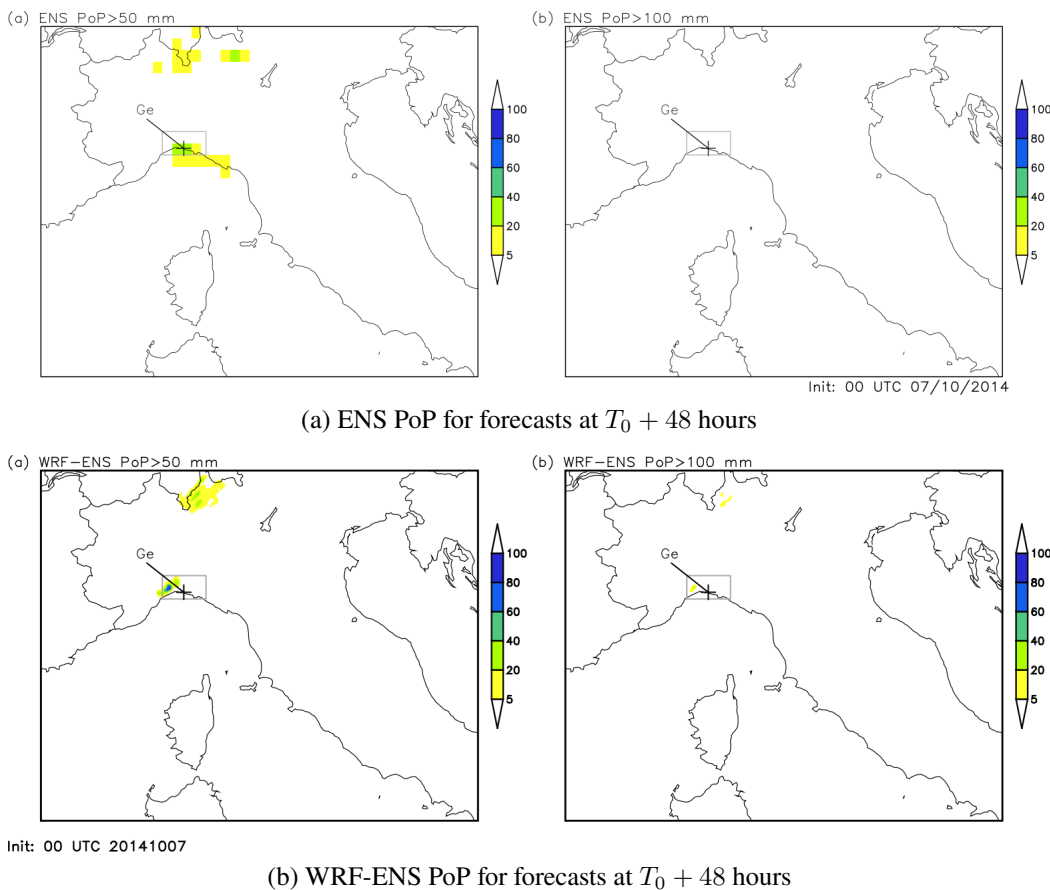 (a) ENS PoP>50 mm
(b) ENS PoP>100 mm
Ge
Ge
100
80
60
40
20
5
100
80
60
40
20
5
Init: 00 UTC 07/10/2014
(a) ENS PoP for forecasts at T₀ + 48 hours
(a) WRF-ENS PoP>50 mm
(b) WRF-ENS PoP>100 mm
Ge
Ge
100
80
60
40
20
5
100
80
60
40
20
5
Init: 00 UTC 20141007
(b) WRF-ENS PoP for forecasts at T₀ + 48 hours